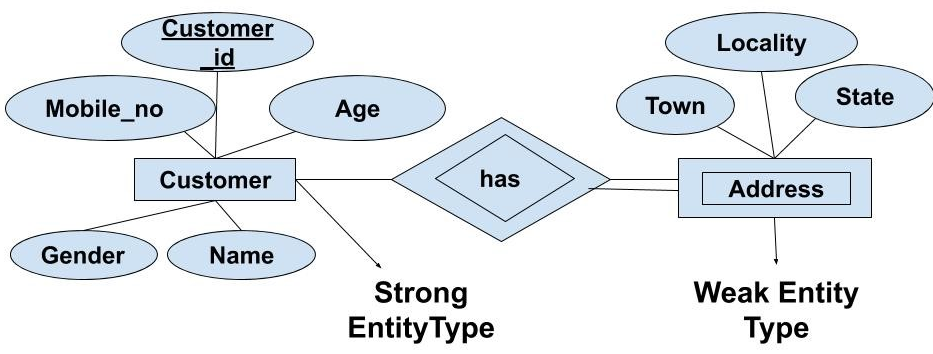 Customer
_id
Mobile_no
Age
Customer
Gender
Name
has
Locality
Town
State
Address
Strong
EntityType
Weak Entity
Type